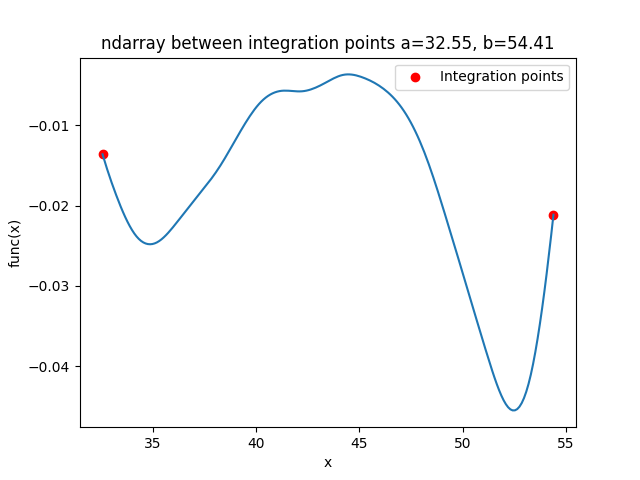 ndarray between integration points a=32.55, b=54.41
Integration points
−0.01
−0.02
−0.03
−0.04
func(x)
35
40
45
50
55
x